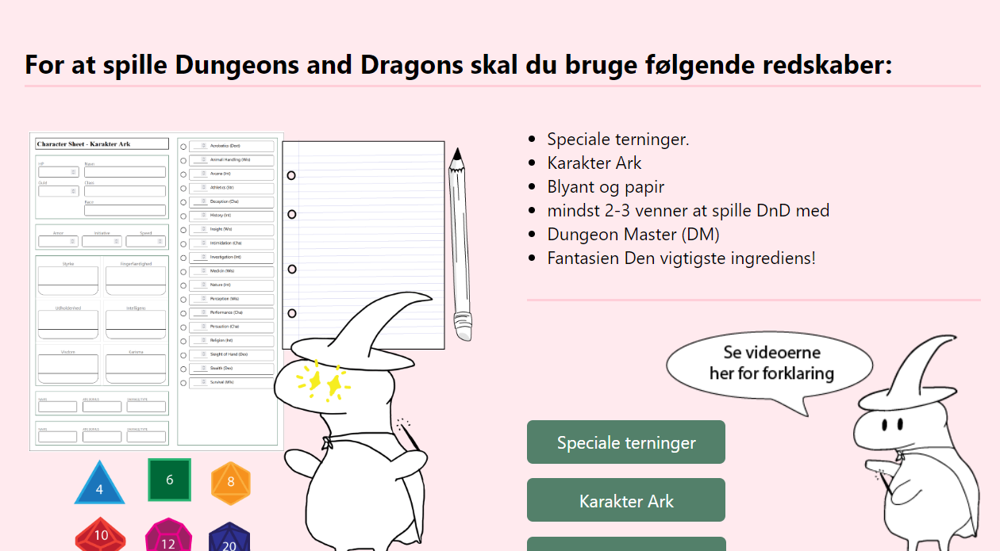 For at spille Dungeons and Dragons skal du bruge følgende redskaber:
Character Sheet - Karakter Ark
HP
Navn
Guld
Class
Race
Amor
Initiative
Speed
Styrke
Fingerfærdighed
Udholdenhed
Intelligens
Visdom
Karisma
NAME
ATK BONUS
DAMAGE/TYPE
NAME
ATK BONUS
DAMAGE/TYPE
Acrobatics (Dex)
Animal Handling (Wis)
Arcana (Int)
Athletics (Str)
Deception (Cha)
History (Int)
Insight (Wis)
Intimidation (Cha)
Investigation (Int)
Medicin (Wis)
Nature (Int)
Perception (Wis)
Performance (Cha)
Persuation (Cha)
Religion (Int)
Sleight of Hand (Dex)
Stealth (Dex)
Survival (Wis)
4
6
8
10
12
20
Speciale terninger.
Karakter Ark
Blyant og papir
mindst 2-3 venner at spille DnD med
Dungeon Master (DM)
Fantasien Den vigtigste ingrediens!
Se videoerne
her for forklaring
Speciale terninger
Karakter Ark